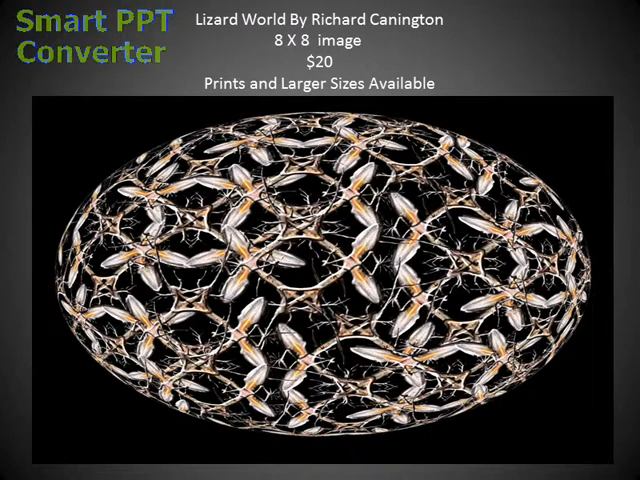 Smart PPT
Converter
Lizard World By Richard Canington
8 X 8 image
$20
Prints and Larger Sizes Available